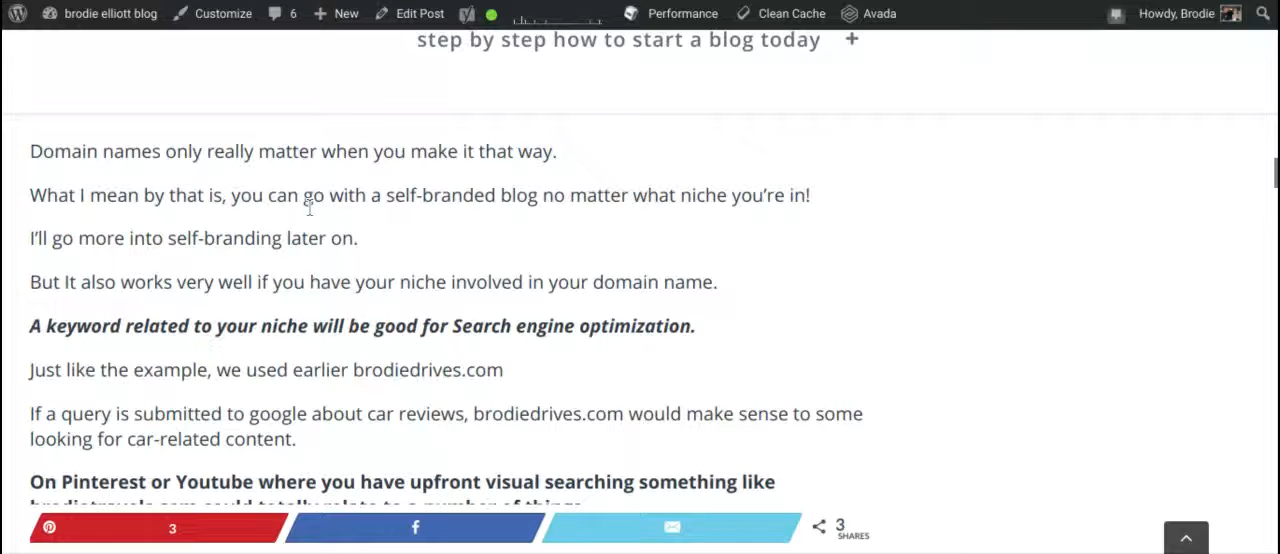 brodie elliott blog Customize 6 New Edit Post Performance Clean Cache Avada Howdy, Brodie
step by step how to start a blog today +
Domain names only really matter when you make it that way.
What I mean by that is, you can go with a self-branded blog no matter what niche you’re in!
I’ll go more into self-branding later on.
But It also works very well if you have your niche involved in your domain name.
A keyword related to your niche will be good for Search engine optimization.
Just like the example, we used earlier brodiedrives.com
If a query is submitted to google about car reviews, brodiedrives.com would make sense to some
looking for car-related content.
On Pinterest or Youtube where you have upfront visual searching something like
3
3
SHARES